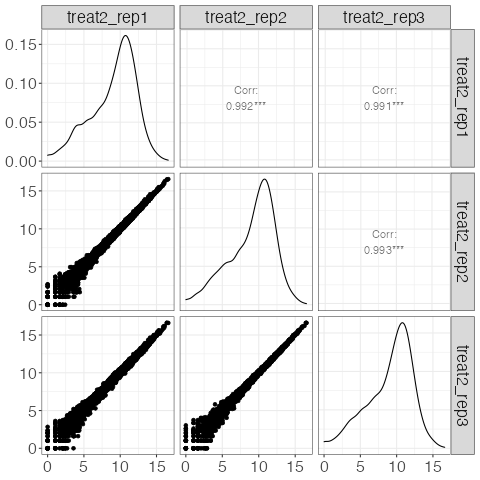 treat2_rep1 treat2_rep2 treat2_rep3
0.15
0.10
0.05
0.00
Corr:
0.992***
Corr:
0.991***
treat2_rep1
15
10
5
0
Corr:
0.993***
treat2_rep2
15
10
5
0
treat2_rep3
0 5 10 15 0 5 10 15 0 5 10 15